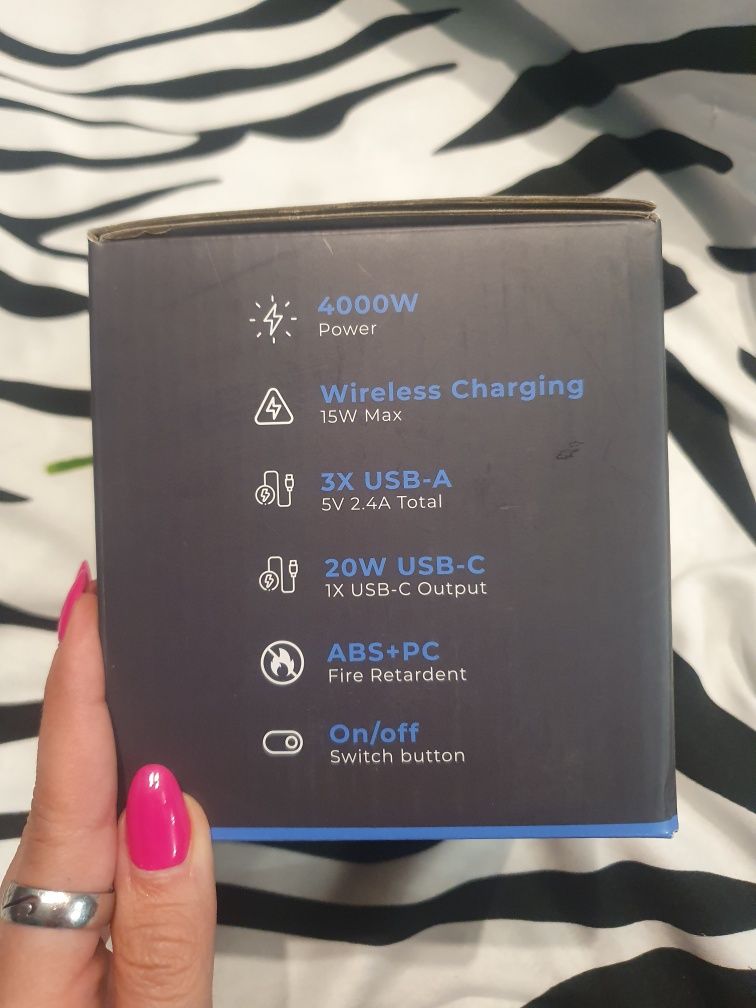 4000W
Power
Wireless Charging
15W Max
3X USB-A
5V 2.4A Total
20W USB-C
1X USB-C Output
ABS+PC
Fire Retardent
On/off
Switch button